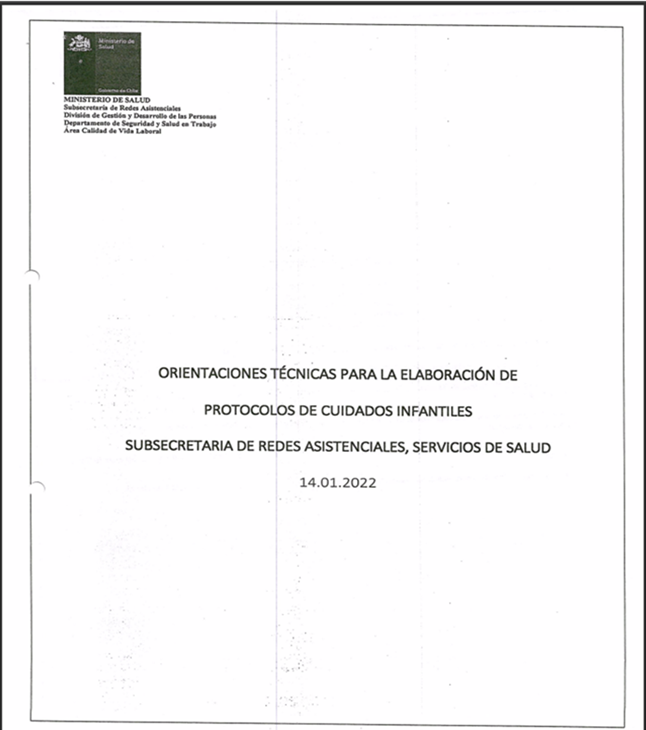 Ministerio de
Salud
Gobierno de Chile
MINISTERIO DE SALUD
Subsecretaría de Redes Asistenciales
División de Gestión y Desarrollo de las Personas
Departamento de Seguridad y Salud en Trabajo
Área Calidad de Vida Laboral
ORIENTACIONES TÉCNICAS PARA LA ELABORACIÓN DE
PROTOCOLOS DE CUIDADOS INFANTILES
SUBSECRETARIA DE REDES ASISTENCIALES, SERVICIOS DE SALUD
14.01.2022